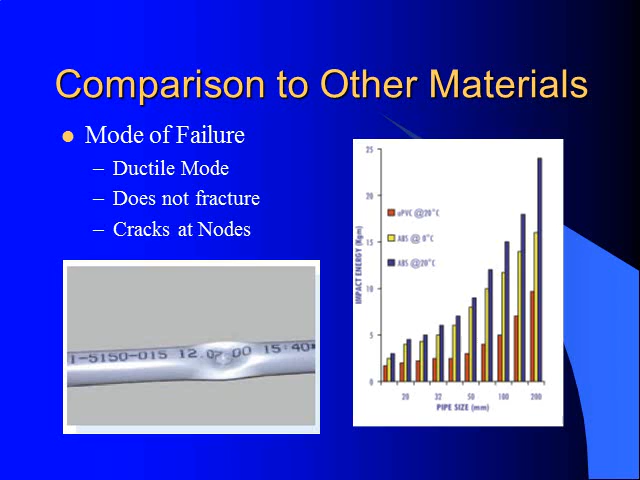 Comparison to Other Materials
Mode of Failure
– Ductile Mode
– Does not fracture
– Cracks at Nodes
1-5150-015 12.07.00 15:40
25
20
15
10
5
0
IMPACT ENERGY (Kgm)
uPVC @20°C
ABS @ 0°C
ABS @20°C
20 32 50 100 200
PIPE SIZE (mm)